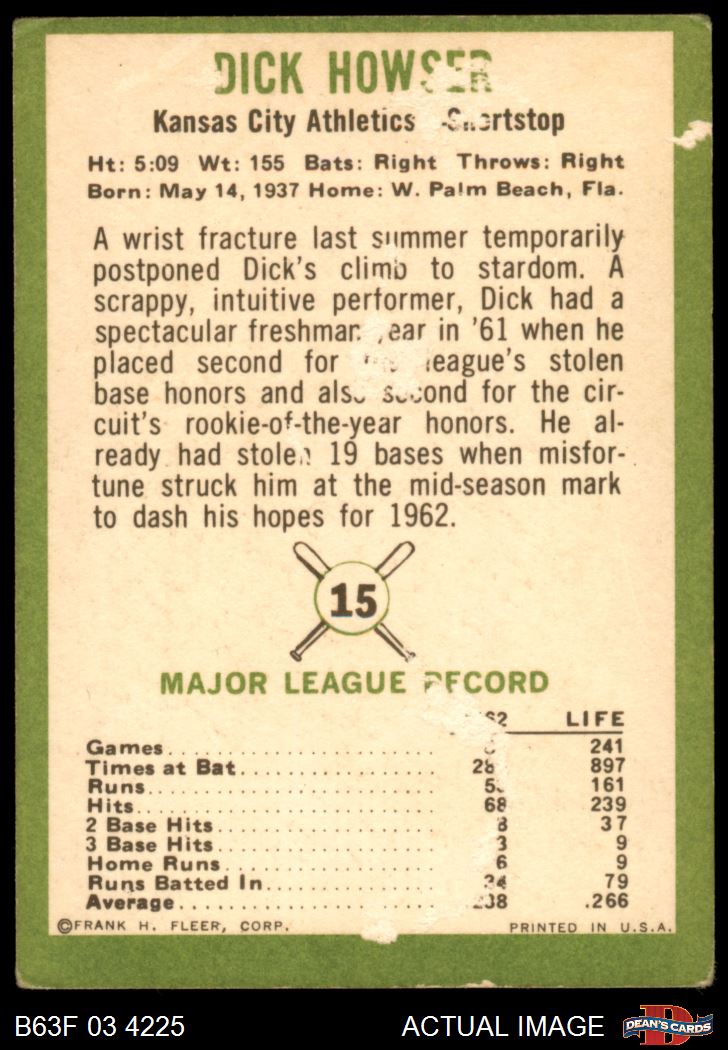 DICK HOWSER
Kansas City Athletics -Shortstop
Ht: 5:09 Wt: 155 Bats: Right Throws: Right
Born: May 14, 1937 Home: W. Palm Beach, Fla.
A wrist fracture last summer temporarily
postponed Dick's climb to stardom. A
scrappy, intuitive performer, Dick had a
spectacular freshman year in '61 when he
placed second for league's stolen
base honors and also second for the cir-
cuit's rookie-of-the-year honors. He al-
ready had stolen 19 bases when misfor-
tune struck him at the mid-season mark
to dash his hopes for 1962.
15
MAJOR LEAGUE RECORD
LIFE
Games 241
Times at Bat 897
Runs 161
Hits 68 239
2 Base Hits 8 37
3 Base Hits 3 9
Home Runs 6 9
Runs Batted In 34 79
Average .266
©FRANK H. FLEER, CORP. PRINTED IN U.S.A.
B63F 03 4225 ACTUAL IMAGE D DEAN'S CARDS